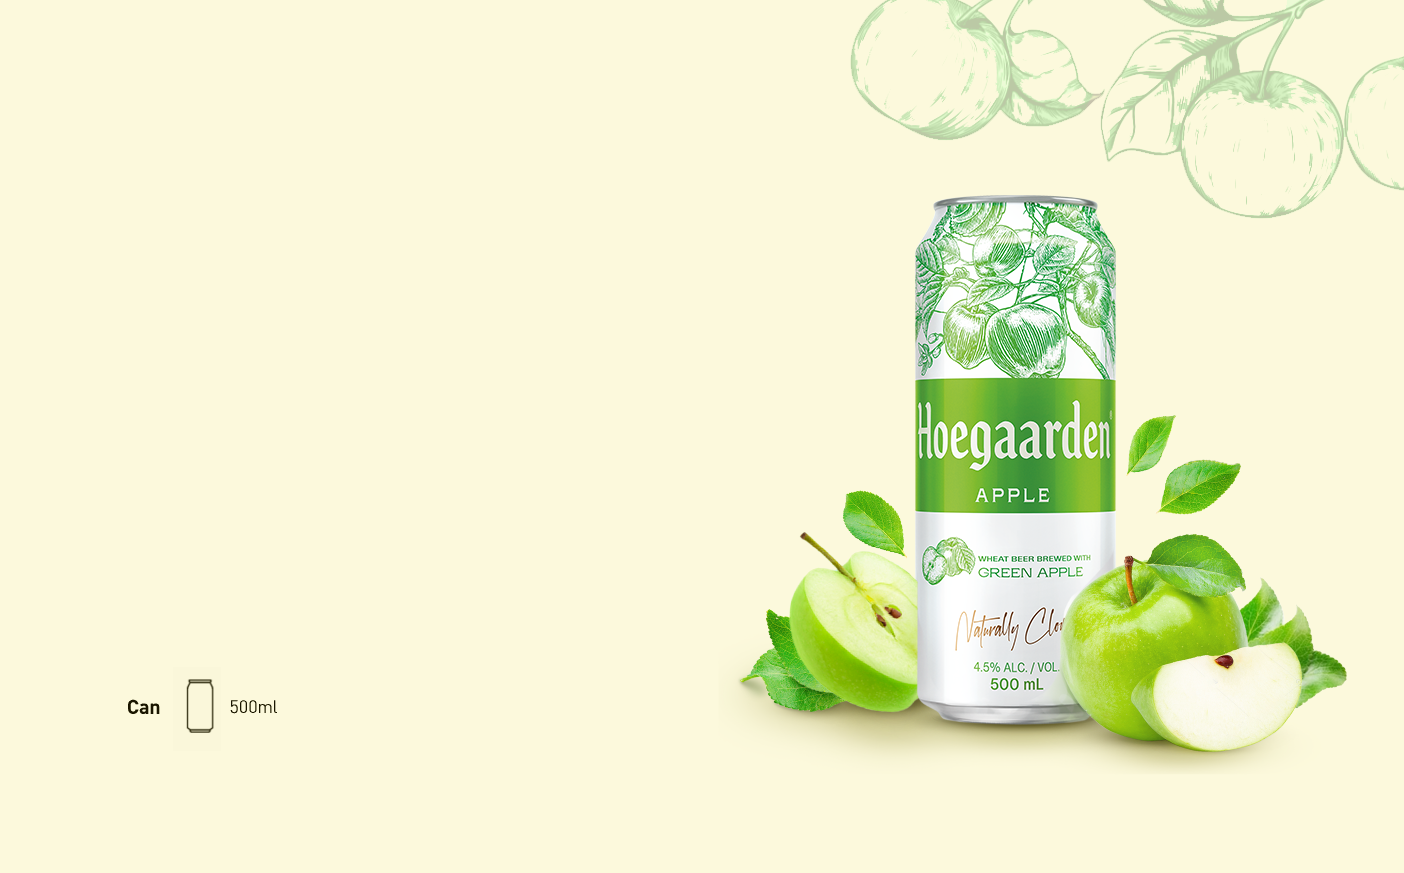 Hoegaarden
APPLE
WHEAT BEER BREWED WITH
GREEN APPLE
Naturally
4.5% ALC. / VOL.
500 mL
Can 500ml